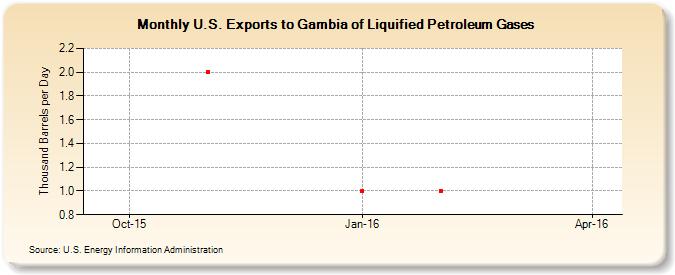 Monthly U.S. Exports to Gambia of Liquified Petroleum Gases
Thousand Barrels per Day
2.2
2.0
1.8
1.6
1.4
1.2
1.0
0.8
Oct-15 Jan-16 Apr-16
Source: U.S. Energy Information Administration